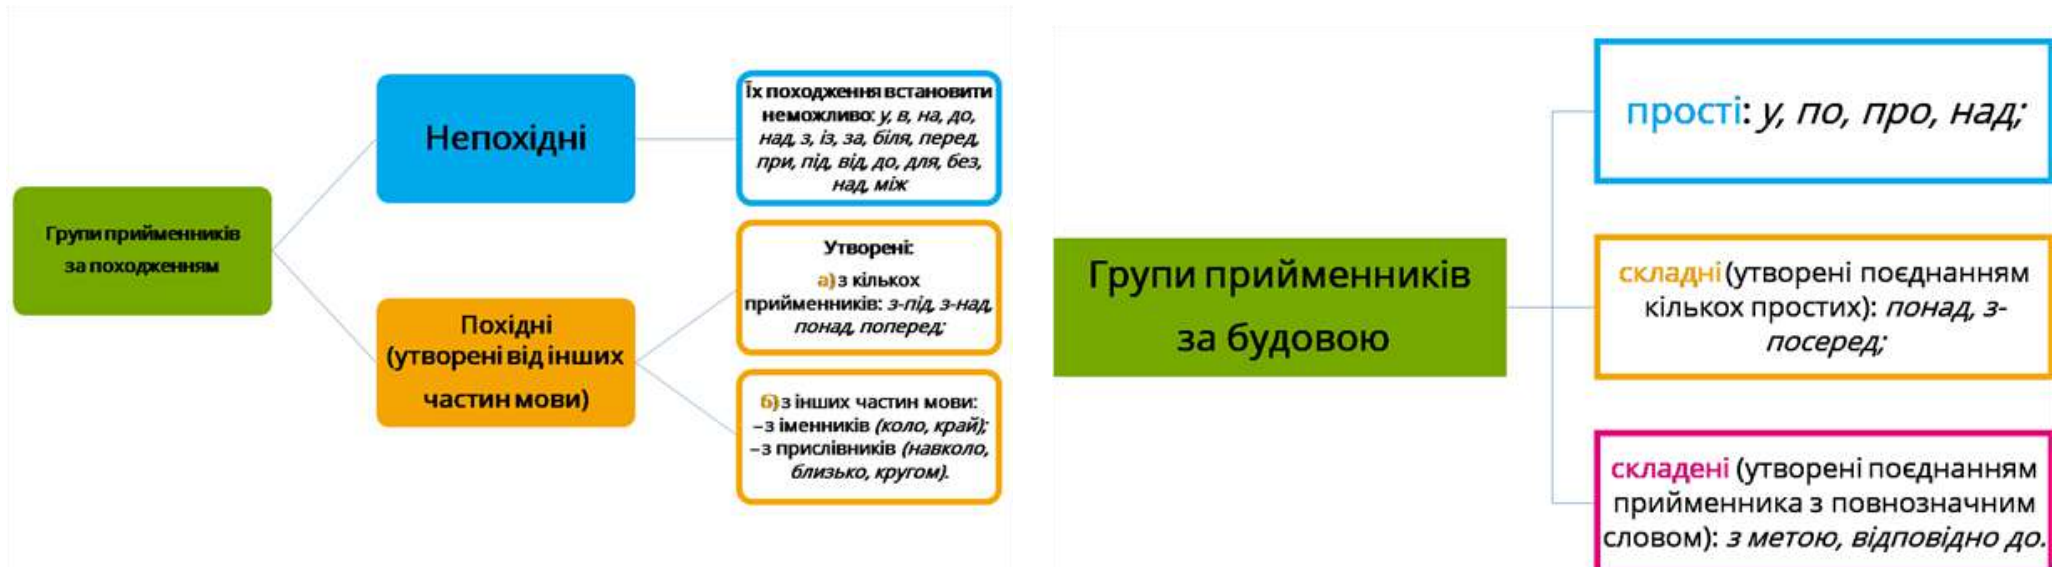 Групи прийменників
за походженням
Непохідні
Їх походження встановити
неможливо: у, в, на, до,
над, з, із, за, біля, перед,
при, під, від, до, для, без,
над, між
Похідні
(утворені від інших
частин мови)
Утворені:
а) з кількох
прийменників: з-під, з-над,
понад, поперед;
б) з інших частин мови:
– з іменників (коло, край);
– з прислівників (навколо,
близько, кругом).
Групи прийменників
за будовою
прості: у, по, про, над;
складні (утворені поєднанням
кількох простих): понад, з-
посеред;
складені (утворені поєднанням
прийменника з повнозначним
словом): з метою, відповідно до.